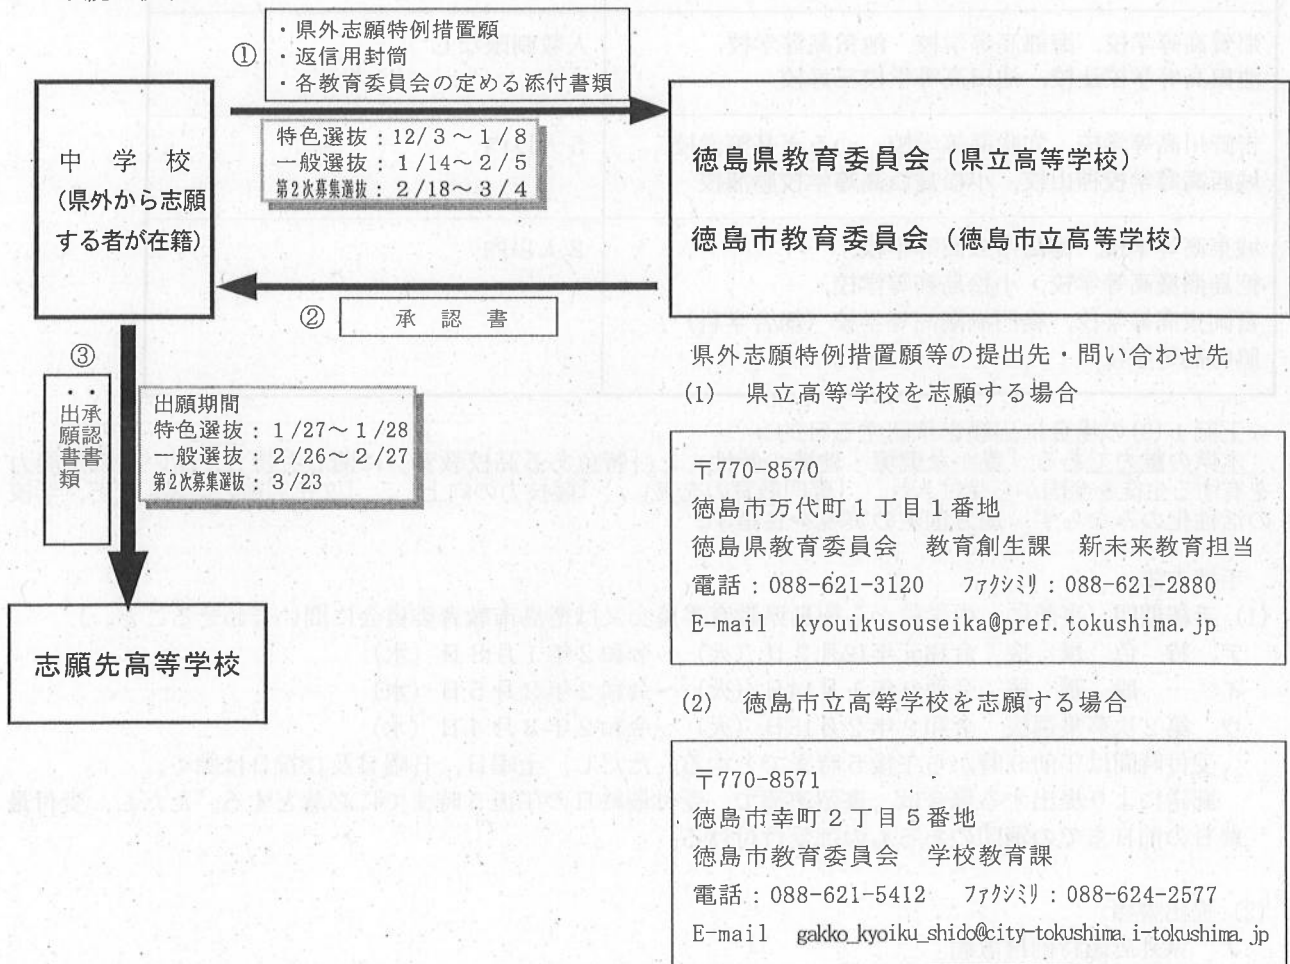 ①
・県外志願特例措置願
・返信用封筒
・各教育委員会の定める添付書類
特色選抜：12/3～1/8
一般選抜：1/14～2/5
第2次募集選抜：2/18～3/4
中学校
(県外から志願
する者が在籍)
徳島県教育委員会（県立高等学校）
徳島市教育委員会（徳島市立高等学校）
②
承認書
③
・承認書
・出願書類
出願期間
特色選抜：1/27～1/28
一般選抜：2/26～2/27
第2次募集選抜　3/23
志願先高等学校
県外志願特例措置願等の提出先・問い合わせ先
(1)　県立高等学校を志願する場合
〒770-8570
徳島市万代町１丁目１番地
徳島県教育委員会　教育創生課　新未来教育担当
電話：088-621-3120　ﾌｧｸｼﾐﾘ：088-621-2880
E-mail　kyouikusouseika@pref.tokushima.jp
(2)　徳島市立高等学校を志願する場合
〒770-8571
徳島市幸町２丁目５番地
徳島市教育委員会　学校教育課
電話：088-621-5412　ﾌｧｸｼﾐﾘ：088-624-2577
E-mail　gakko_kyoiku_shido@city-tokushima.i-tokushima.jp